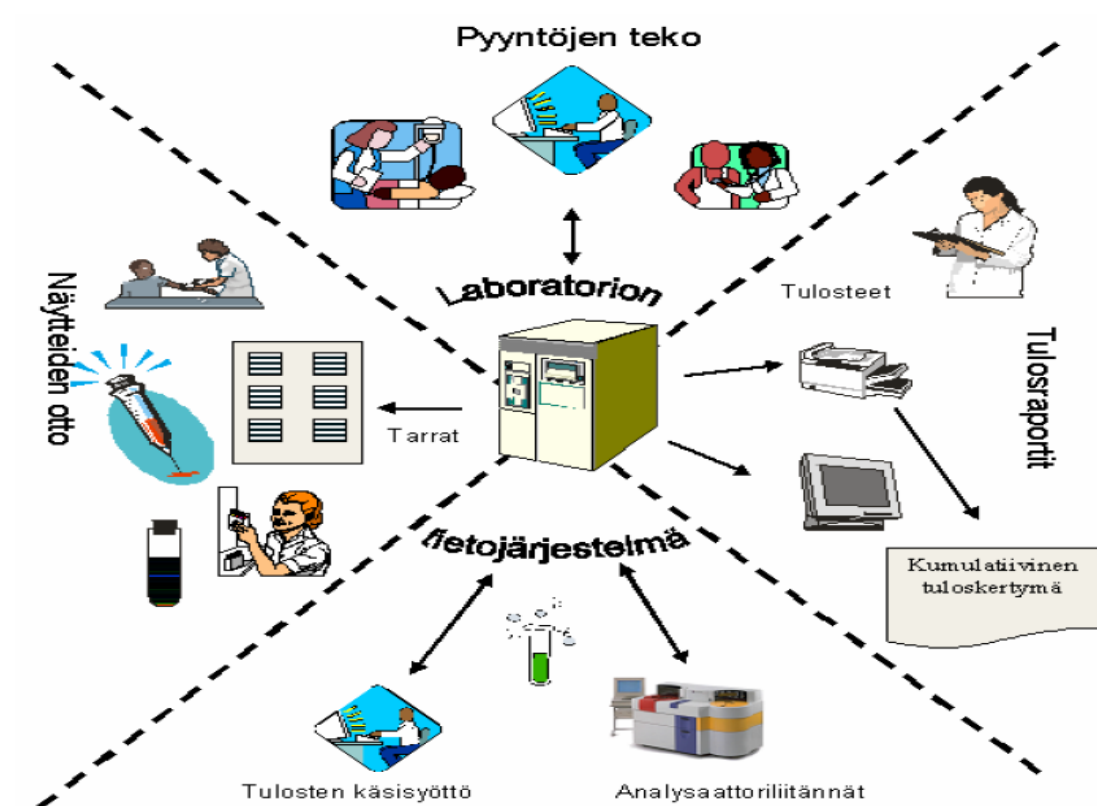 Pyyntöjen teko
Laboratorion
Tulosteet
Näytteiden otto
Tulosraportit
Tarrat
tietojärjestelmä
Kumulatiivinen
tuloskertymä
Tulosten käsisyöttö
Analysaattoriliitännät